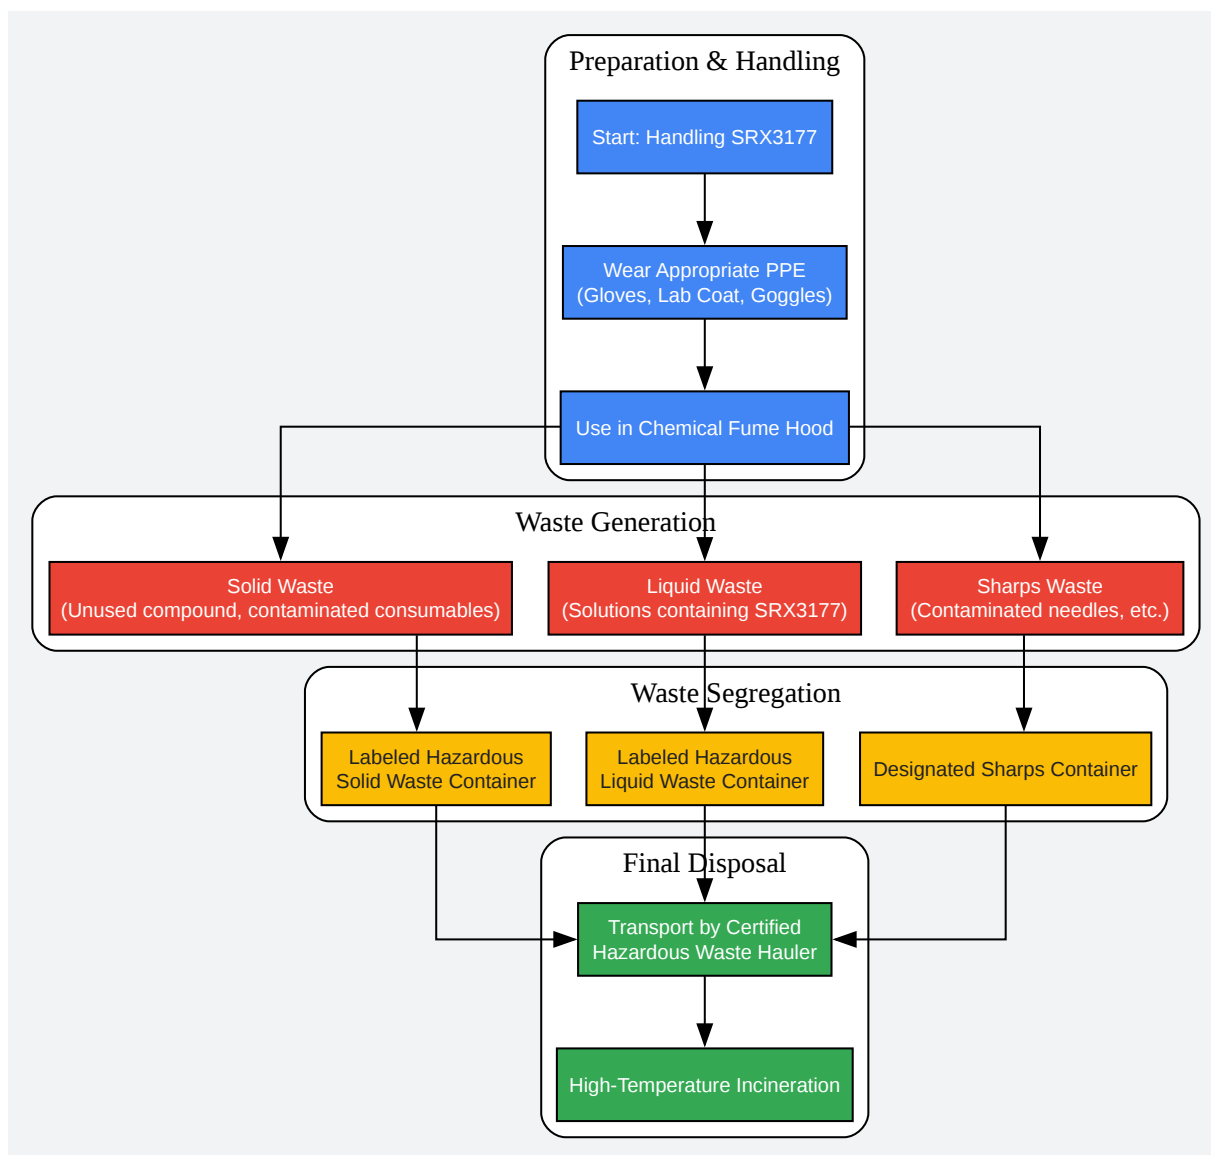 Preparation & Handling
Start: Handling SRX3177
Wear Appropriate PPE
(Gloves, Lab Coat, Goggles)
Use in Chemical Fume Hood
Waste Generation
Solid Waste
(Unused compound, contaminated consumables)
Liquid Waste
(Solutions containing SRX3177)
Sharps Waste
(Contaminated needles, etc.)
Waste Segregation
Labeled Hazardous
Solid Waste Container
Labeled Hazardous
Liquid Waste Container
Designated Sharps Container
Final Disposal
Transport by Certified
Hazardous Waste Hauler
High-Temperature Incineration